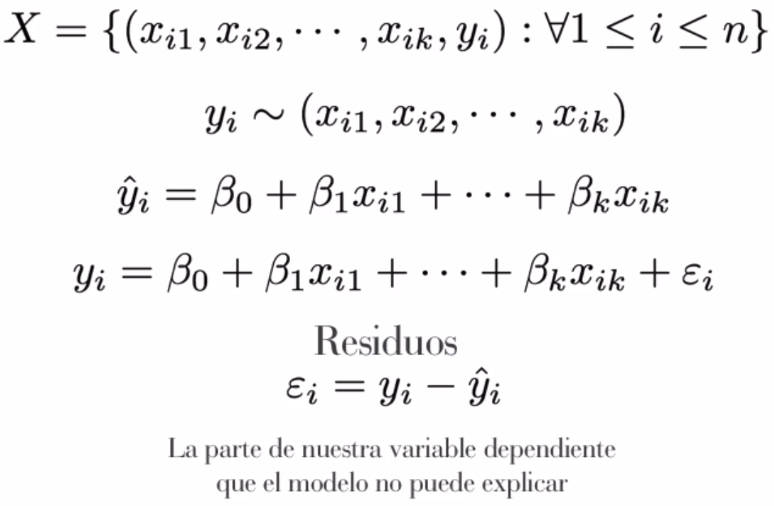 X = {(x_{i1}, x_{i2}, ⋯ , x_{ik}, y_i) : ∀1 ≤ i ≤ n}
y_i ∼ (x_{i1}, x_{i2}, ⋯ , x_{ik})
ŷ_i = β_0 + β_1x_{i1} + ⋯ + β_kx_{ik}
y_i = β_0 + β_1x_{i1} + ⋯ + β_kx_{ik} + ε_i
Residuos
ε_i = y_i − ŷ_i
La parte de nuestra variable dependiente
que el modelo no puede explicar